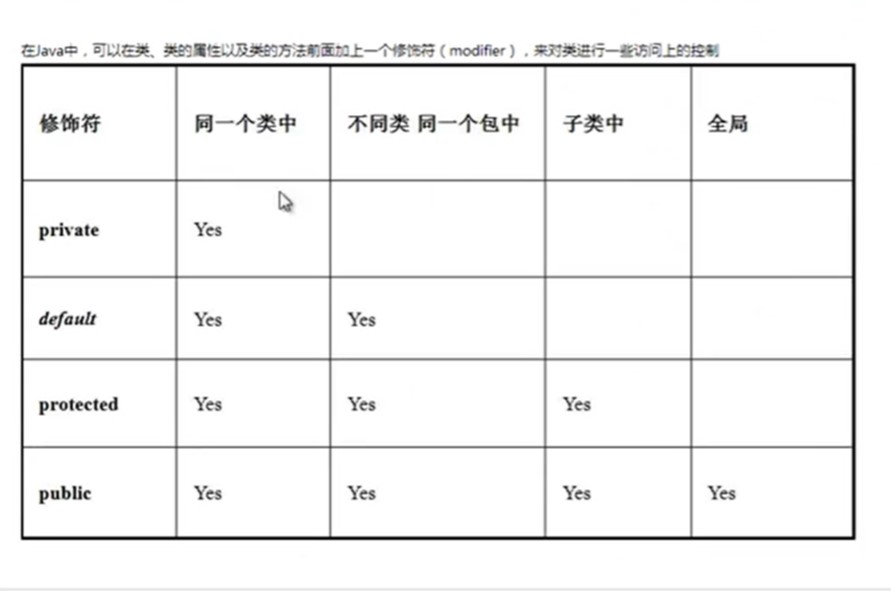 在Java中，可以在类、类的属性以及类的方法前面加上一个修饰符（modifier），来对类进行一些访问上的控制
修饰符 同一个类中 不同类 同一个包中 子类中 全局
private Yes
default Yes Yes
protected Yes Yes Yes
public Yes Yes Yes Yes